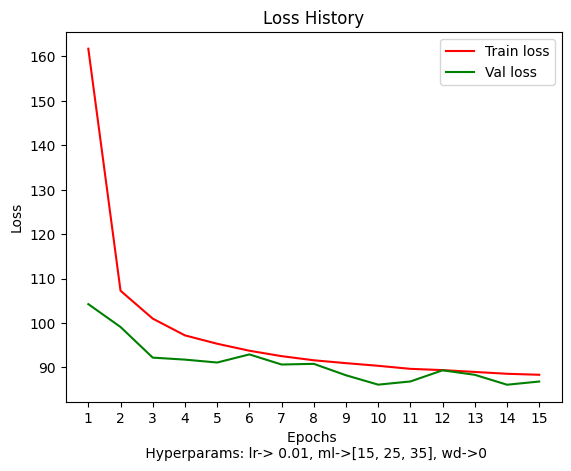 Loss History
Train loss
Val loss
Loss
160
150
140
130
120
110
100
90
1 2 3 4 5 6 7 8 9 10 11 12 13 14 15
Epochs
Hyperparams: lr-> 0.01, ml->[15, 25, 35], wd->0